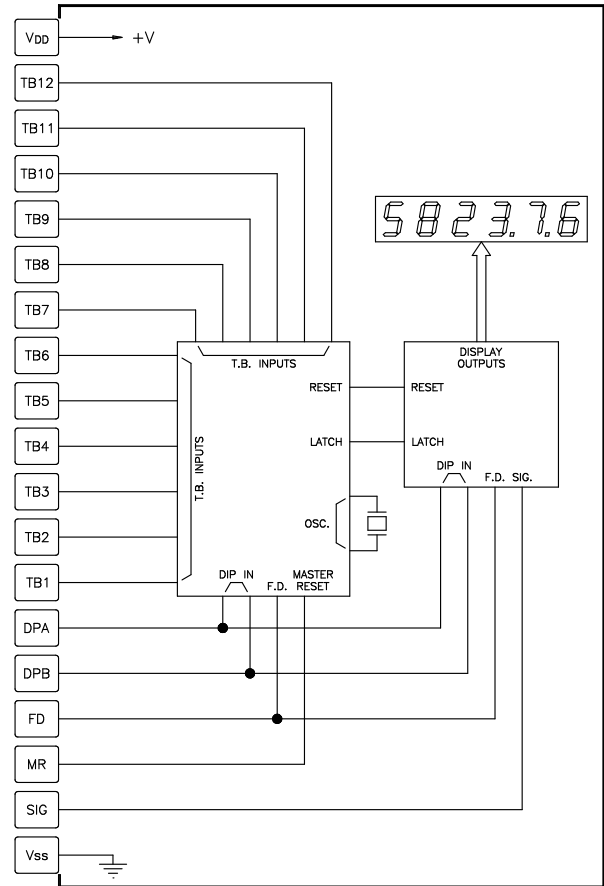 VDD +V
TB12
TB11
TB10
TB9
TB8
TB7
TB6
TB5
TB4
TB3
TB2
TB1
DPA
DPB
FD
MR
SIG
Vss
5823.7.6
T.B. INPUTS
T.B. INPUTS
RESET
LATCH
OSC.
DIP IN
F.D.
MASTER
RESET
DISPLAY
OUTPUTS
RESET
LATCH
DIP IN
F.D. SIG.